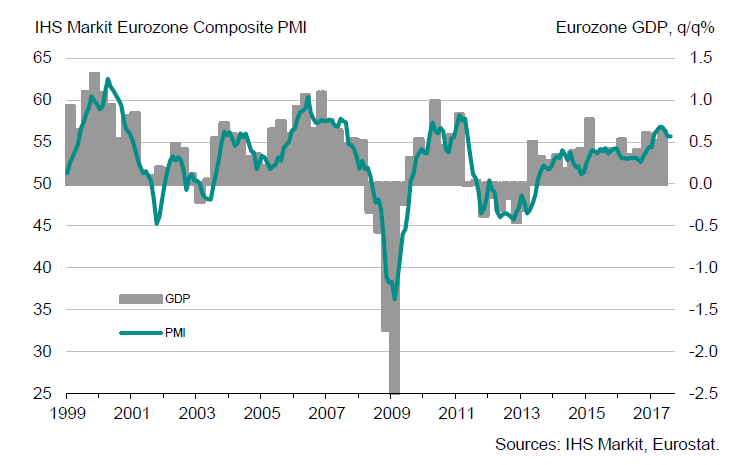 IHS Markit Eurozone Composite PMI Eurozone GDP, q/q%
65 1.5
60 1.0
55 0.5
50 0.0
45 -0.5
40 -1.0
35 -1.5
30 -2.0
25 -2.5
GDP
PMI
1999 2001 2003 2005 2007 2009 2011 2013 2015 2017
Sources: IHS Markit, Eurostat.